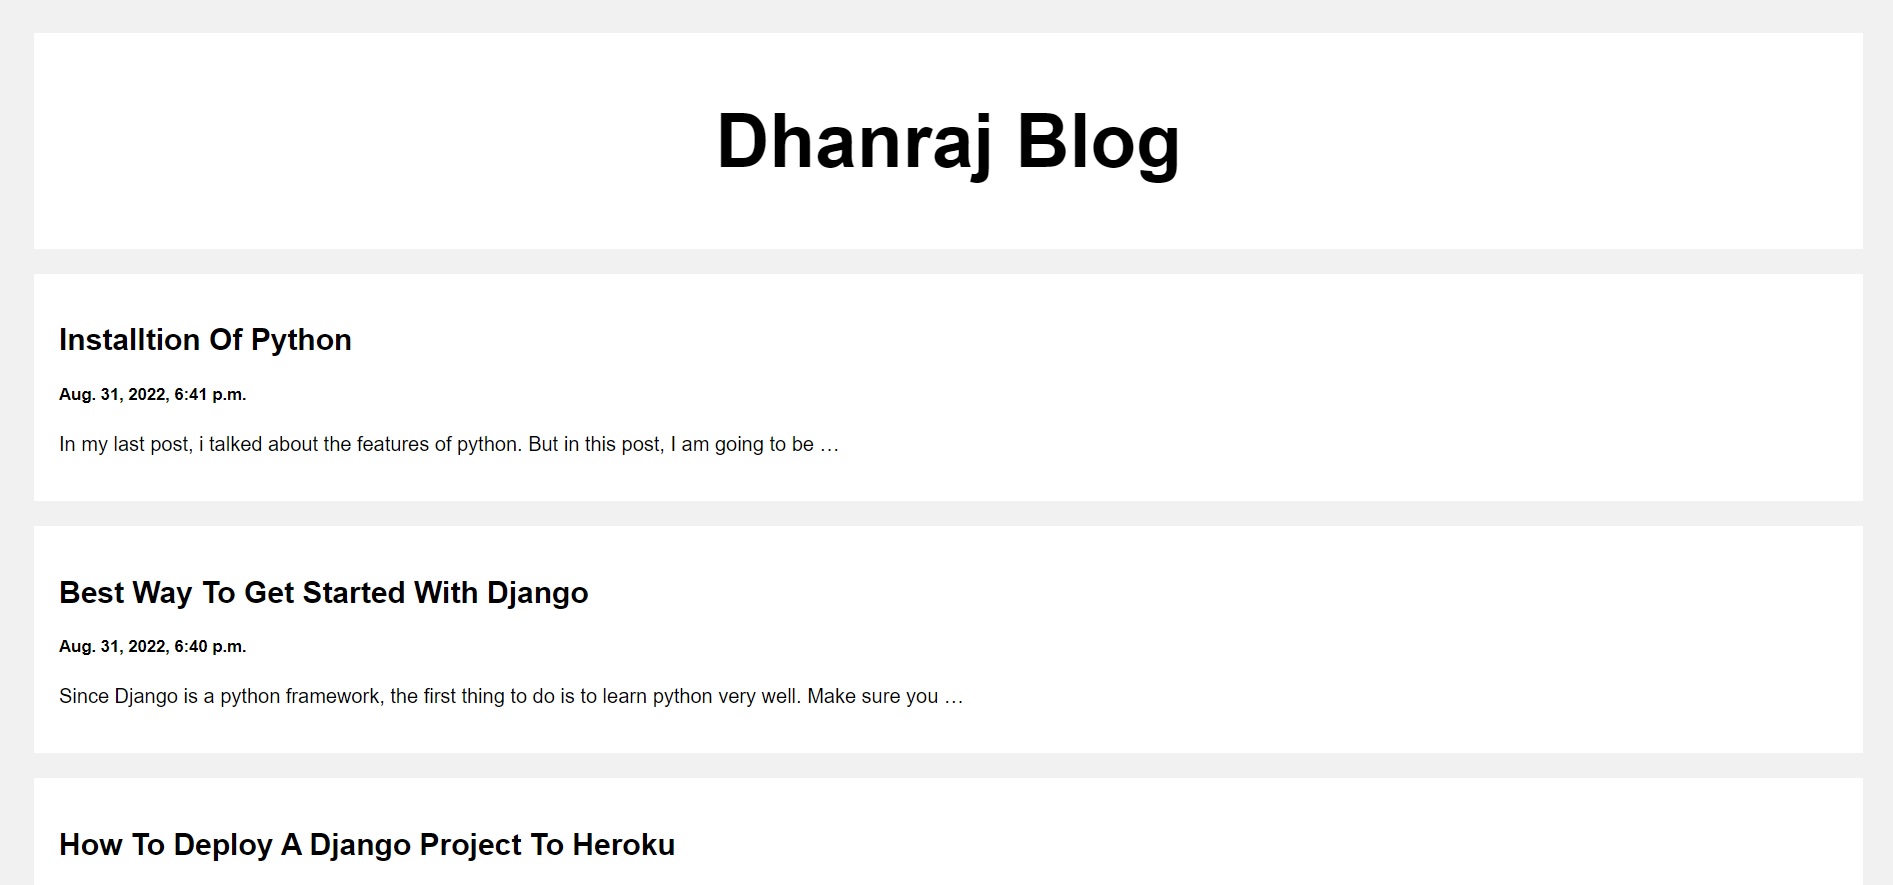 Dhanraj Blog
Installtion Of Python
Aug. 31, 2022, 6:41 p.m.
In my last post, i talked about the features of python. But in this post, I am going to be …
Best Way To Get Started With Django
Aug. 31, 2022, 6:40 p.m.
Since Django is a python framework, the first thing to do is to learn python very well. Make sure you …
How To Deploy A Django Project To Heroku